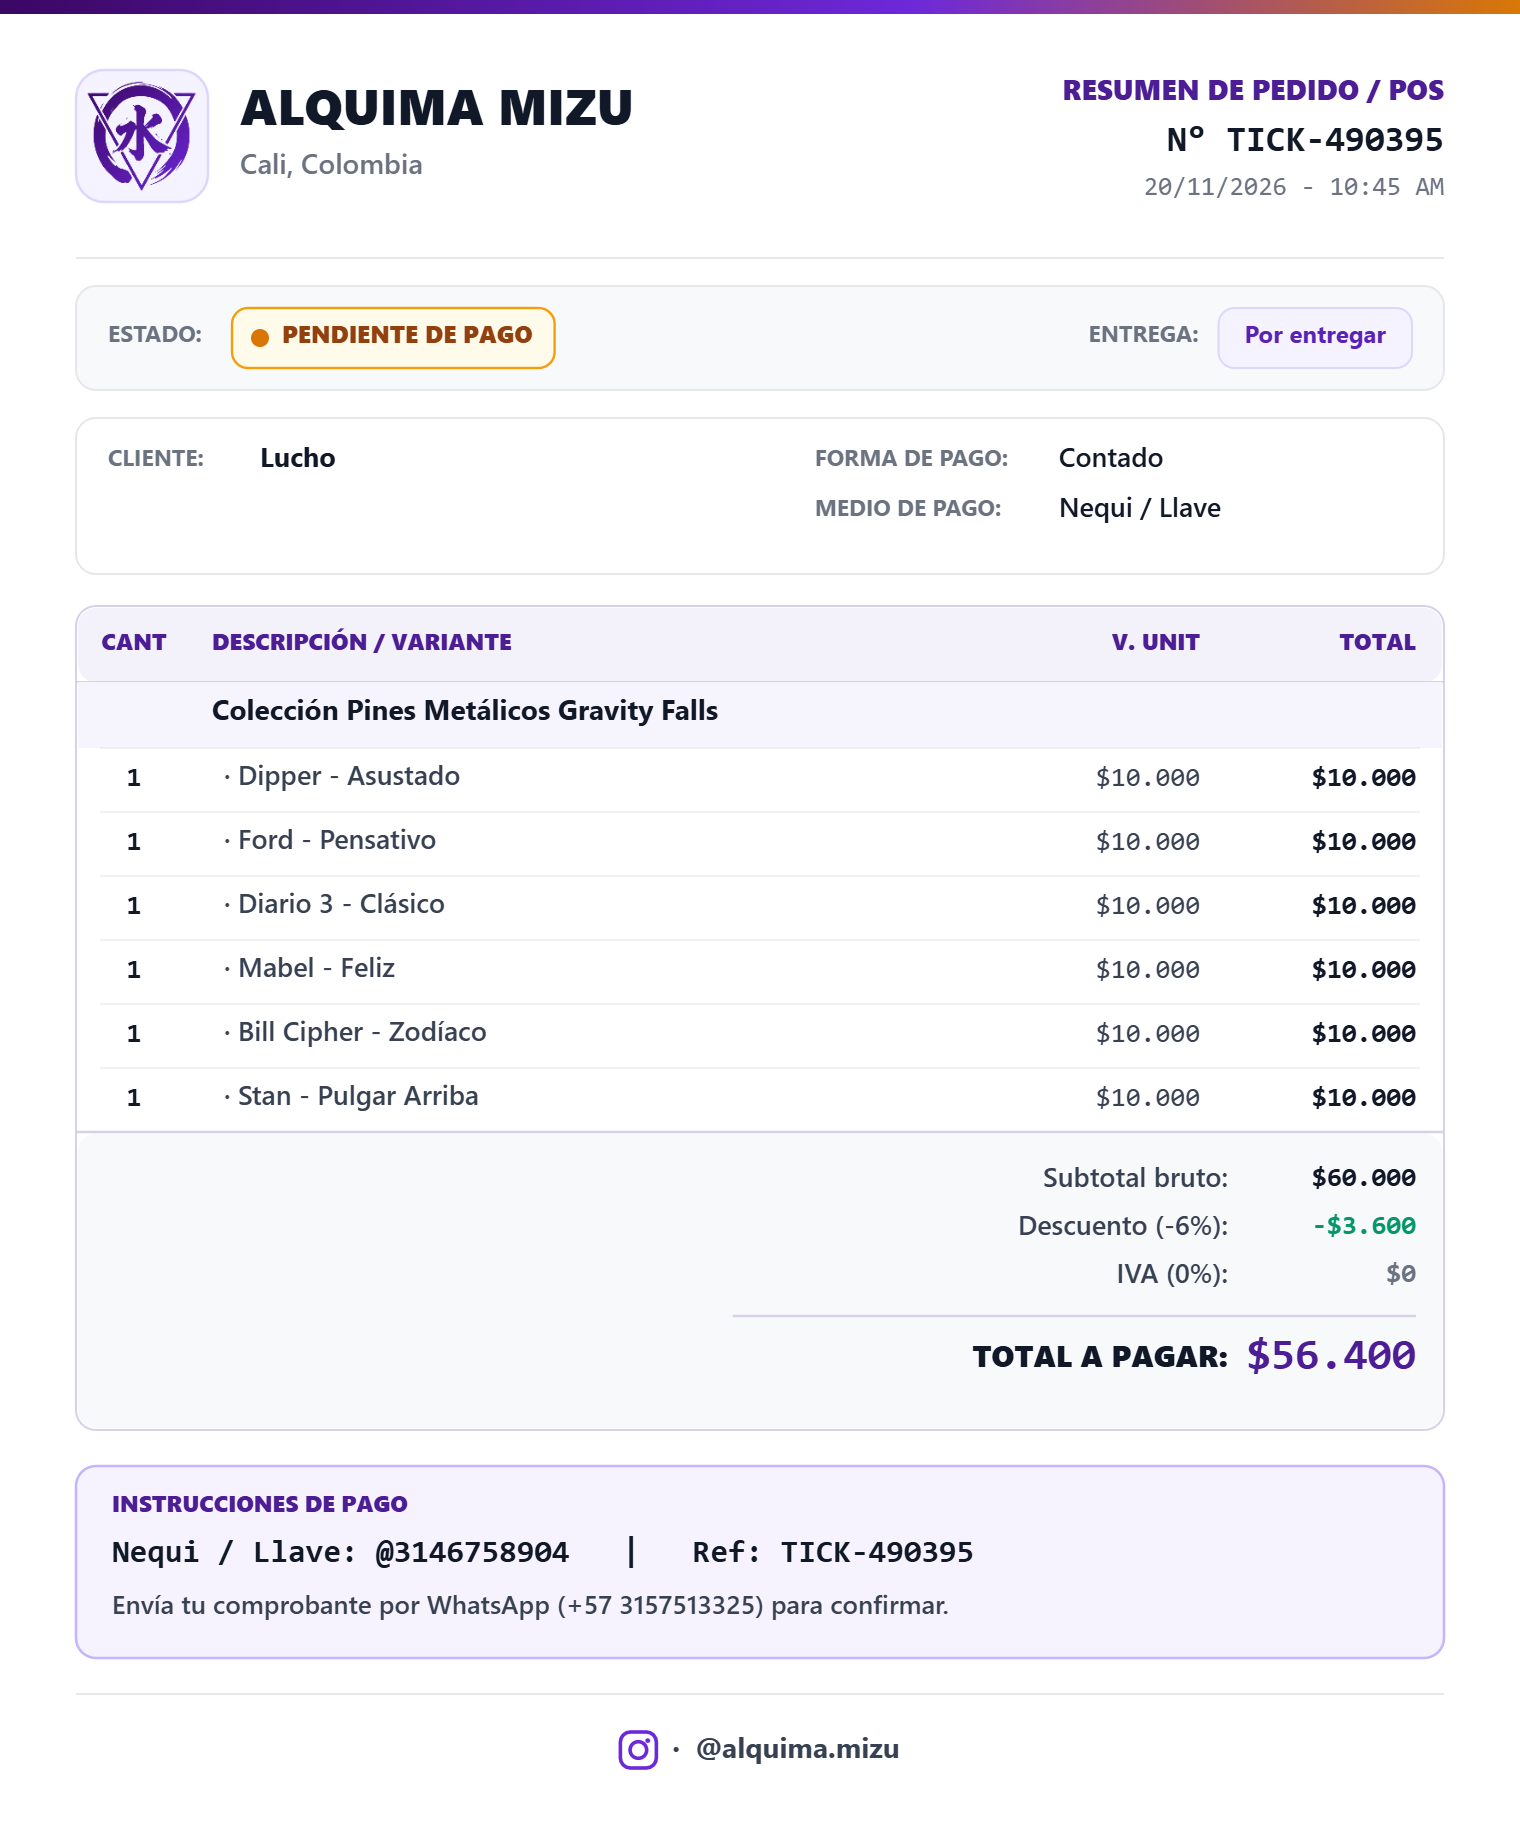 水
ALQUIMA MIZU
Cali, Colombia
RESUMEN DE PEDIDO / POS
Nº TICK-490395
20/11/2026 - 10:45 AM
ESTADO: PENDIENTE DE PAGO ENTREGA: Por entregar
CLIENTE: Lucho FORMA DE PAGO: Contado
MEDIO DE PAGO: Nequi / Llave
CANT DESCRIPCIÓN / VARIANTE V. UNIT TOTAL
Colección Pines Metálicos Gravity Falls
1 · Dipper - Asustado $10.000 $10.000
1 · Ford - Pensativo $10.000 $10.000
1 · Diario 3 - Clásico $10.000 $10.000
1 · Mabel - Feliz $10.000 $10.000
1 · Bill Cipher - Zodíaco $10.000 $10.000
1 · Stan - Pulgar Arriba $10.000 $10.000
Subtotal bruto: $60.000
Descuento (-6%): -$3.600
IVA (0%): $0
TOTAL A PAGAR: $56.400
INSTRUCCIONES DE PAGO
Nequi / Llave: @3146758904 | Ref: TICK-490395
Envía tu comprobante por WhatsApp (+57 3157513325) para confirmar.
· @alquima.mizu